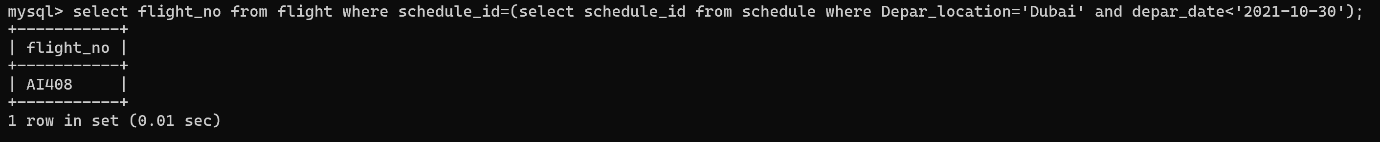 mysql> select flight_no from flight where schedule_id=(select schedule_id from schedule where Depar_location='Dubai' and depar_date<'2021-10-30');
+-----------+
| flight_no |
+-----------+
| AI408     |
+-----------+
1 row in set (0.01 sec)